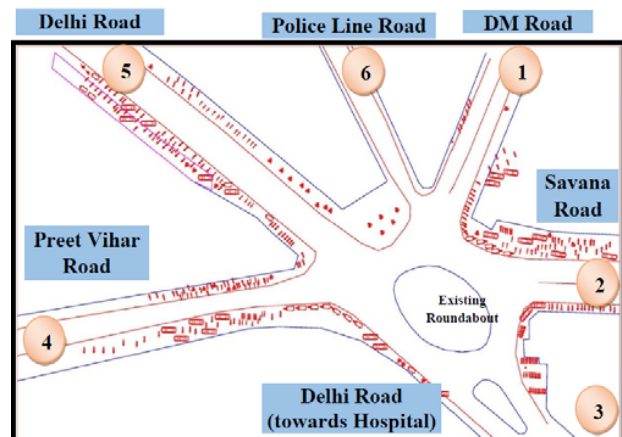 Delhi Road
Police Line Road
DM Road
5
6
1
Savana
Road
Preet Vihar
Road
2
Existing
Roundabout
4
Delhi Road
(towards Hospital)
3